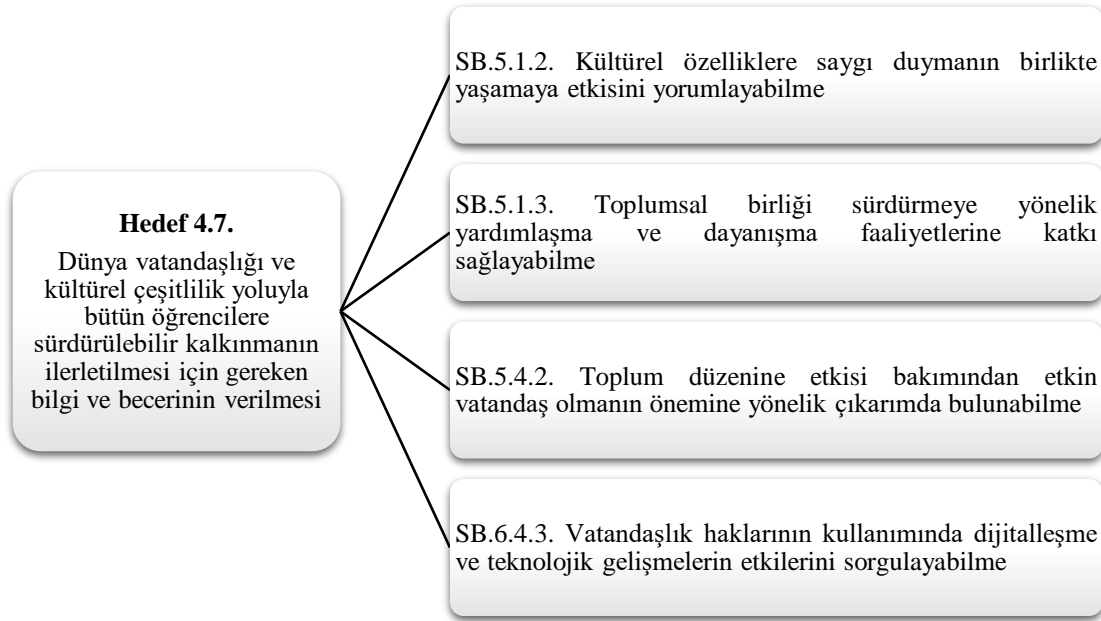 Hedef 4.7.
Dünya vatandaşlığı ve
kültürel çeşitlilik yoluyla
bütün öğrencilere
sürdürülebilir kalkınmanın
ilerletilmesi için gereken
bilgi ve becerinin verilmesi
SB.5.1.2. Kültürel özelliklere saygı duymanın birlikte
yaşamaya etkisini yorumlayabilme
SB.5.1.3. Toplumsal birliği sürdürmeye yönelik
yardımlaşma ve dayanışma faaliyetlerine katkı
sağlayabilme
SB.5.4.2. Toplum düzenine etkisi bakımından etkin
vatandaş olmanın önemine yönelik çıkarımda bulunabilme
SB.6.4.3. Vatandaşlık haklarının kullanımında dijitalleşme
ve teknolojik gelişmelerin etkilerini sorgulayabilme